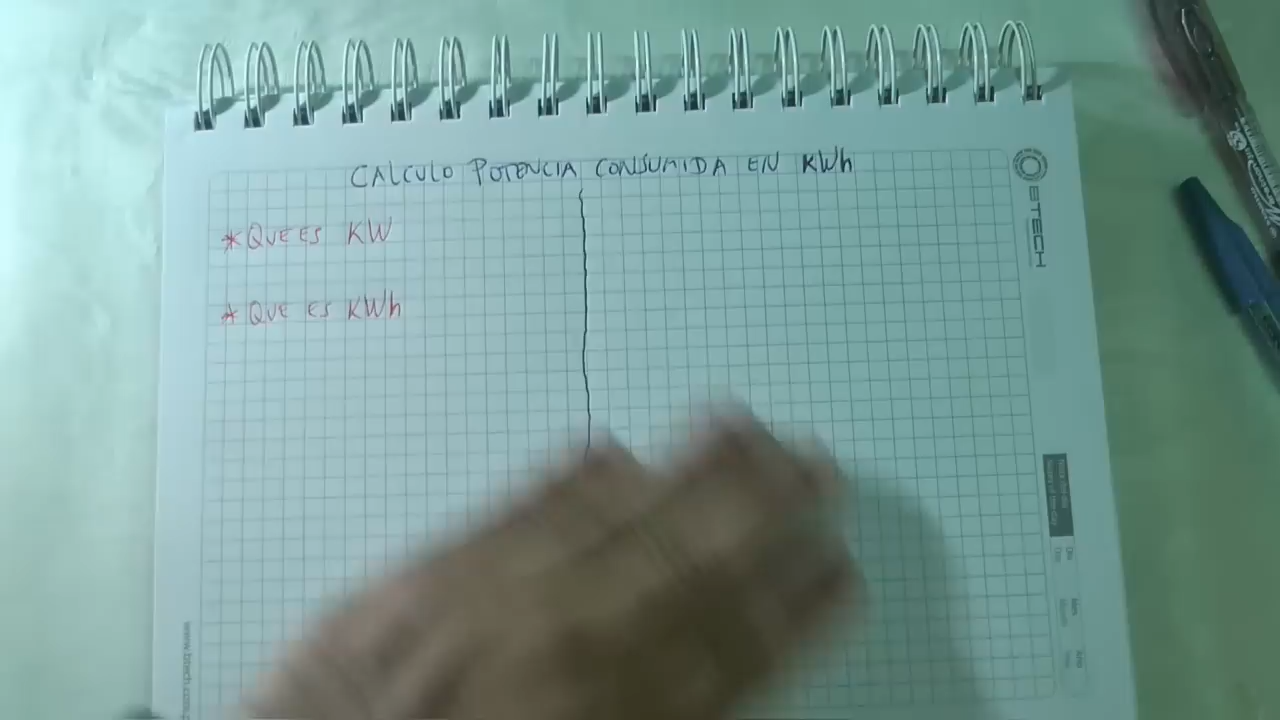 CALCULO POTENCIA CONSUMIDA EN KWh
*QUE ES KW
*QUE ES KWh
BTECH